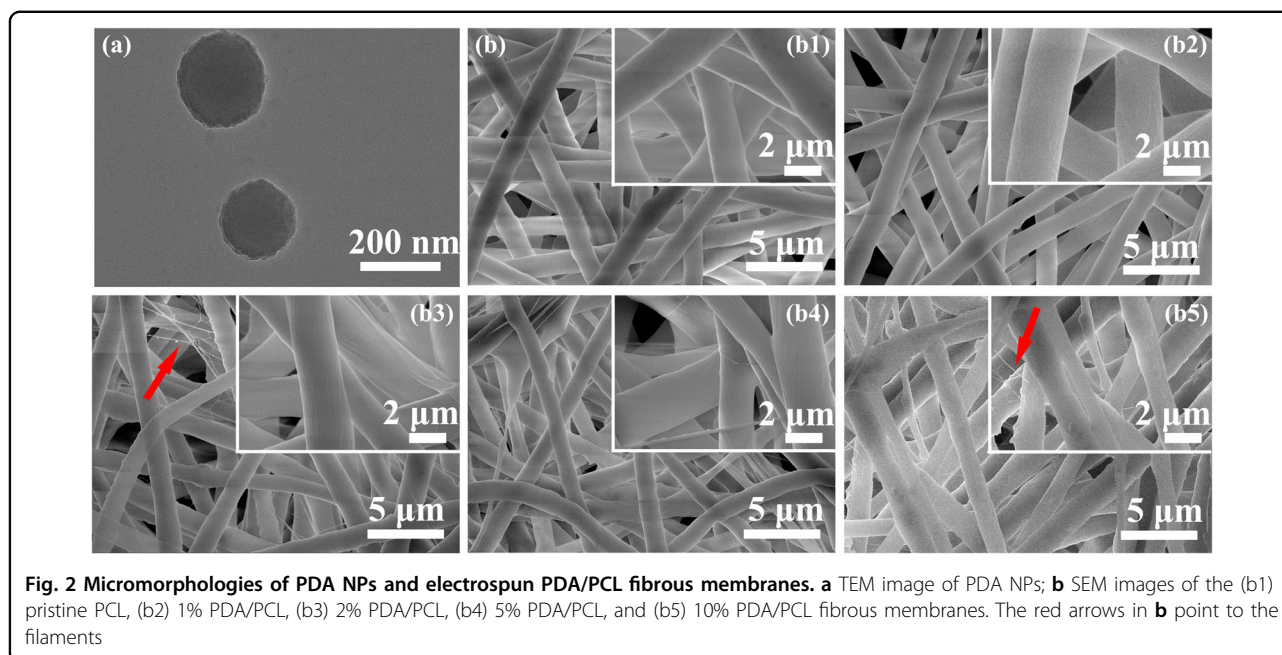 (a)
(b)
(b1)
(b2)
200 nm
2 µm
5 µm
2 µm
5 µm
(b3)
(b4)
(b5)
2 µm
5 µm
2 µm
5 µm
2 µm
5 µm
Fig. 2 Micromorphologies of PDA NPs and electrospun PDA/PCL fibrous membranes. a TEM image of PDA NPs; b SEM images of the (b1)
pristine PCL, (b2) 1% PDA/PCL, (b3) 2% PDA/PCL, (b4) 5% PDA/PCL, and (b5) 10% PDA/PCL fibrous membranes. The red arrows in b point to the
filaments